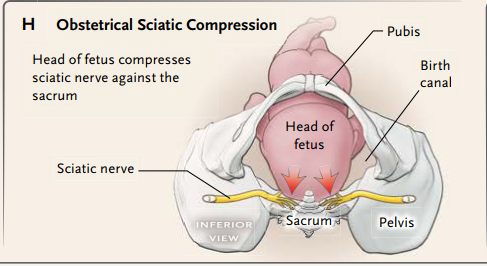 H Obstetrical Sciatic Compression
Head of fetus compresses
sciatic nerve against the
sacrum
Pubis
Birth
canal
Head of
fetus
Sciatic nerve
INFERIOR
VIEW
Sacrum
Pelvis